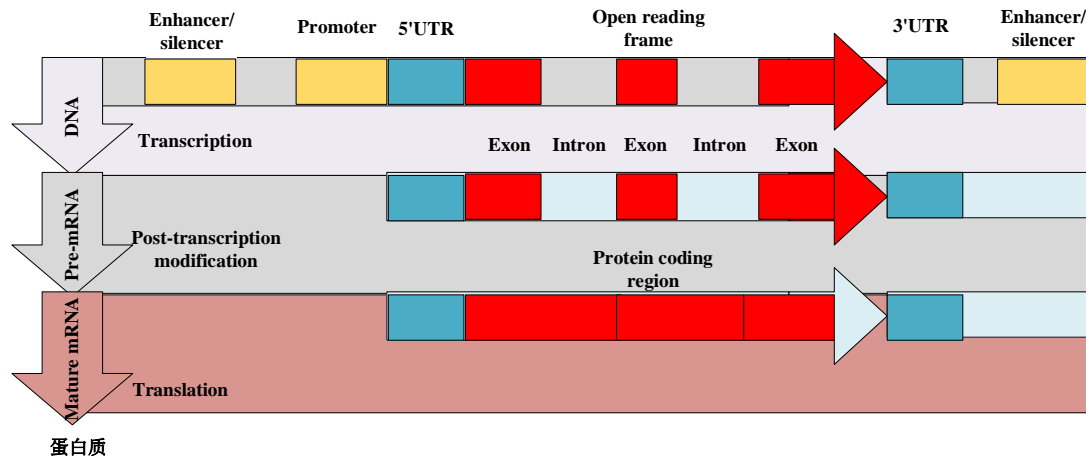 Enhancer/
silencer
Promoter
5'UTR
Open reading
frame
3'UTR
Enhancer/
silencer
DNA
Transcription
Exon
Intron
Exon
Intron
Exon
Pre-mRNA
Post-transcription
modification
Protein coding
region
Mature mRNA
Translation
蛋白质